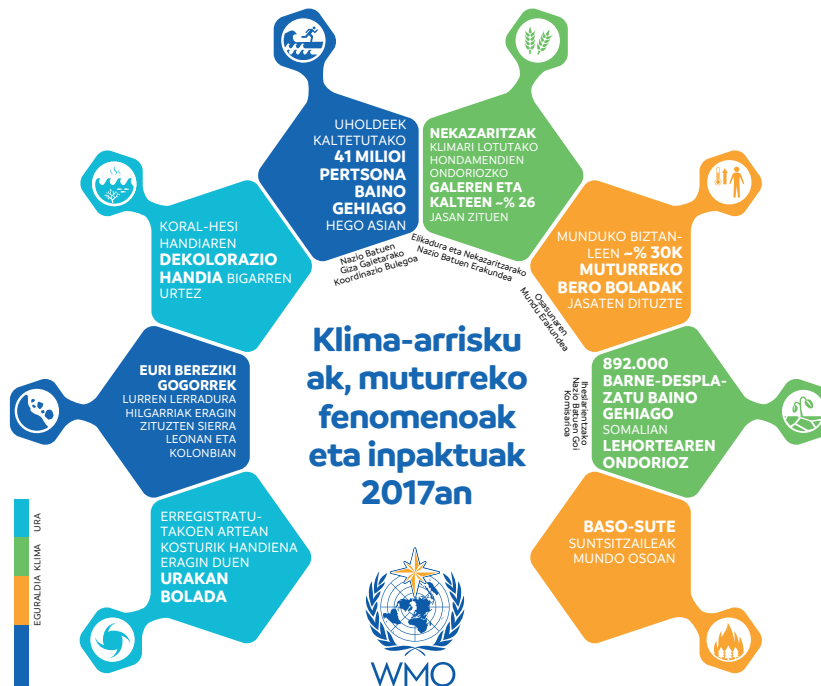 UHOLDEEK
KALTETUTAKO
41 MILIOI
PERTSONA
BAINO
GEHIAGO
HEGO ASIAN
Nazio Batuen
Giza Gaietarako
Koordinazio Bulegoa
NEKAZARITZAK
KLIMARI LOTUTAKO
HONDAMENDIEN
ONDORIOZKO
GALEREN ETA
KALTEEN ~% 26
JASAN ZITUEN
Elikadura eta Nekazaritzarako
Nazio Batuen Erakundea
KORAL-HESI
HANDIAREN
DEKOLORAZIO
HANDIA BIGARREN
URTEZ
MUNDUKO BIZTAN-
LEEN ~% 30K
MUTURREKO
BERO BOLADAK
JASATEN DITUZTE
Osasunaren
Mundu Erakundea
Klima-arrisku
ak, muturreko
fenomenoak
eta inpaktuak
2017an
EURI BEREZIKI
GOGORREK
LURREN LERRADURA
HILGARRIAK ERAGIN
ZITUZTEN SIERRA
LEONAN ETA
KOLONBIAN
892.000
BARNE-DESPLA-
ZATU BAINO
GEHIAGO
SOMALIAN
LEHORTEAREN
ONDORIOZ
Iheslarientzako
Nazio Batuen Goi
Komisarioa
ERREGISTRATU-
TAKOEN ARTEAN
KOSTURIK HANDIENA
ERAGIN DUEN
URAKAN
BOLADA
BASO-SUTE
SUNTSITZAILEAK
MUNDO OSOAN
EGURALDIA KLIMA URA
WMO